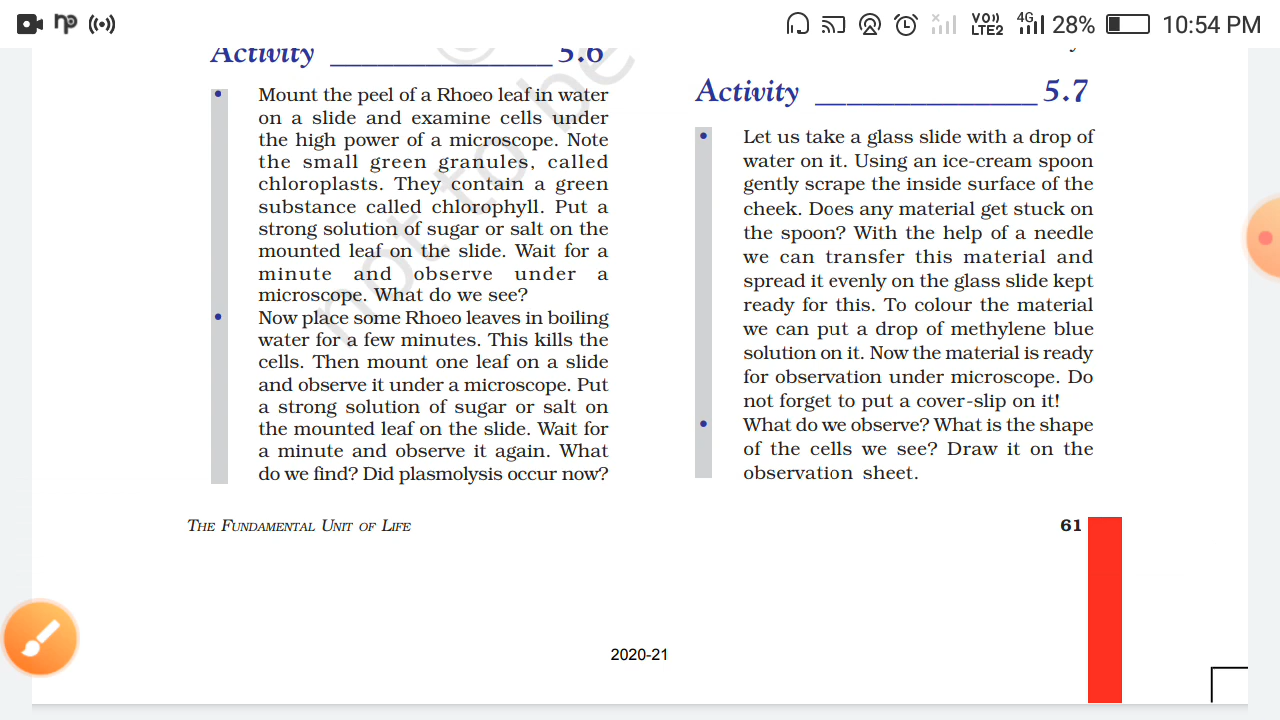 VO)) LTE2 4G 28% 10:54 PM
Activity _______________ 5.6
• Mount the peel of a Rhoeo leaf in water
on a slide and examine cells under
the high power of a microscope. Note
the small green granules, called
chloroplasts. They contain a green
substance called chlorophyll. Put a
strong solution of sugar or salt on the
mounted leaf on the slide. Wait for a
minute and observe under a
microscope. What do we see?
• Now place some Rhoeo leaves in boiling
water for a few minutes. This kills the
cells. Then mount one leaf on a slide
and observe it under a microscope. Put
a strong solution of sugar or salt on
the mounted leaf on the slide. Wait for
a minute and observe it again. What
do we find? Did plasmolysis occur now?
Activity _______________ 5.7
• Let us take a glass slide with a drop of
water on it. Using an ice-cream spoon
gently scrape the inside surface of the
cheek. Does any material get stuck on
the spoon? With the help of a needle
we can transfer this material and
spread it evenly on the glass slide kept
ready for this. To colour the material
we can put a drop of methylene blue
solution on it. Now the material is ready
for observation under microscope. Do
not forget to put a cover-slip on it!
• What do we observe? What is the shape
of the cells we see? Draw it on the
observation sheet.
not to be
THE FUNDAMENTAL UNIT OF LIFE
61
2020-21